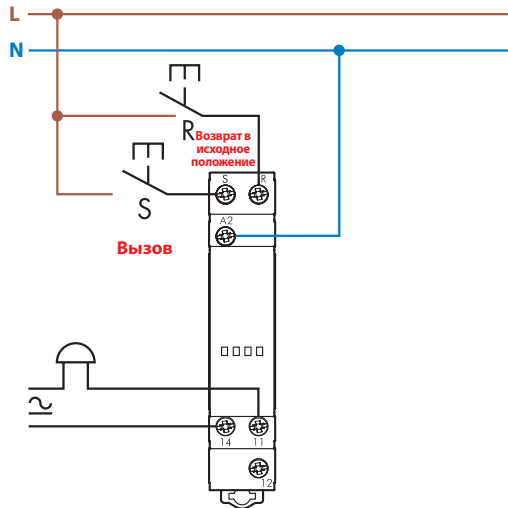 L
N
R
Возврат в
исходное
положение
S
R
S
A2
Вызов
14
11
12